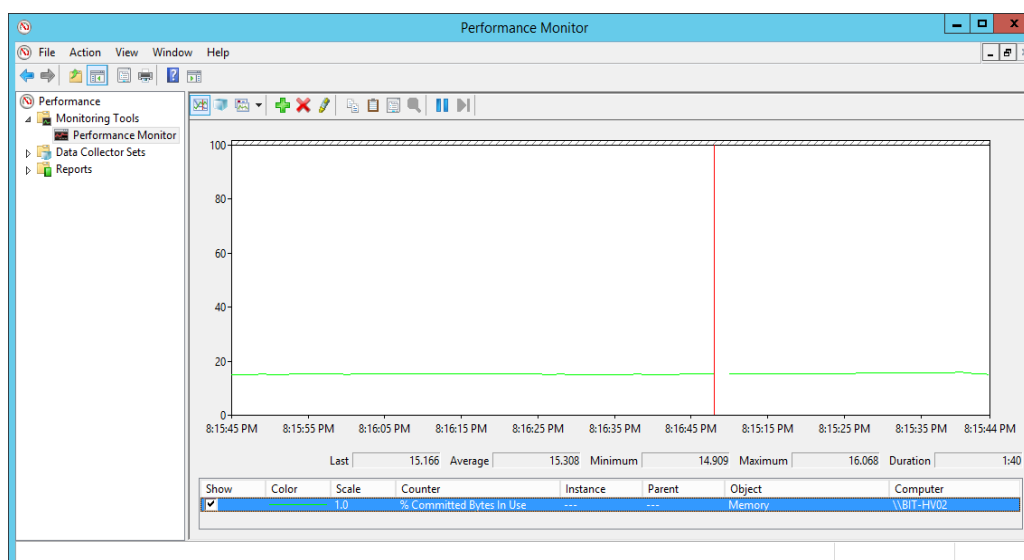 Performance Monitor
File Action View Window Help
Performance
Monitoring Tools
Performance Monitor
Data Collector Sets
Reports
100
80
60
40
20
0
8:15:45 PM 8:15:55 PM 8:16:05 PM 8:16:15 PM 8:16:25 PM 8:16:35 PM 8:16:45 PM 8:15:15 PM 8:15:25 PM 8:15:35 PM 8:15:44 PM
Last 15.166 Average 15.308 Minimum 14.909 Maximum 16.068 Duration 1:40
Show Color Scale Counter Instance Parent Object Computer
1.0 % Committed Bytes In Use --- --- Memory \\BIT-HV02